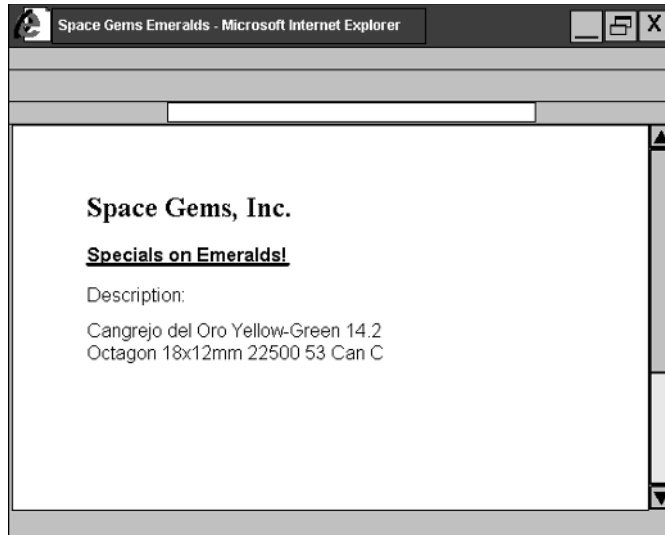 Space Gems Emeralds - Microsoft Internet Explorer
X
Space Gems, Inc.
Specials on Emeralds!
Description:
Cangrejo del Oro Yellow-Green 14.2
Octagon 18x12mm 22500 53 Can C